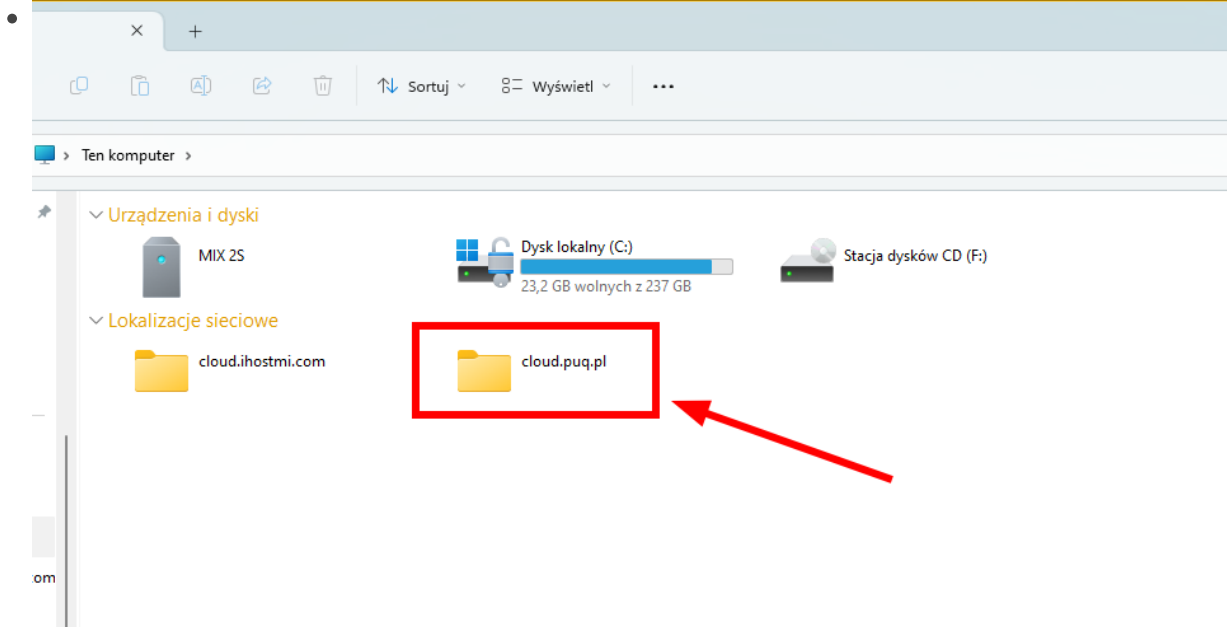 Sortuj
Wyświetl
Ten komputer
Urządzenia i dyski
MIX 2S
Dysk lokalny (C:)
23,2 GB wolnych z 237 GB
Stacja dysków CD (F:)
Lokalizacje sieciowe
cloud.ihostmi.com
cloud.puq.pl
com